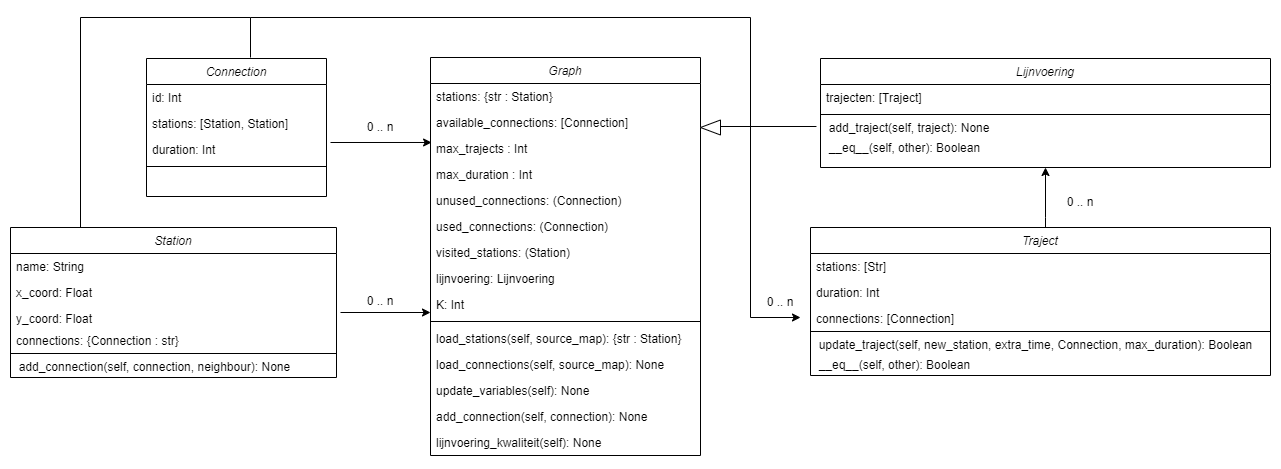 Connection
id: Int
stations: [Station, Station]
duration: Int
0 .. n
Station
name: String
x_coord: Float
y_coord: Float
connections: {Connection : str}
add_connection(self, connection, neighbour): None
0 .. n
Graph
stations: {str : Station}
available_connections: [Connection]
max_trajects : Int
max_duration : Int
unused_connections: (Connection)
used_connections: (Connection)
visited_stations: (Station)
lijnvoering: Lijnvoering
K: Int
load_stations(self, source_map): {str : Station}
load_connections(self, source_map): None
update_variables(self): None
add_connection(self, connection): None
lijnvoering_kwaliteit(self): None
Lijnvoering
trajecten: [Traject]
add_traject(self, traject): None
__eq__(self, other): Boolean
0 .. n
0 .. n
Traject
stations: [Str]
duration: Int
connections: [Connection]
update_traject(self, new_station, extra_time, Connection, max_duration): Boolean
__eq__(self, other): Boolean